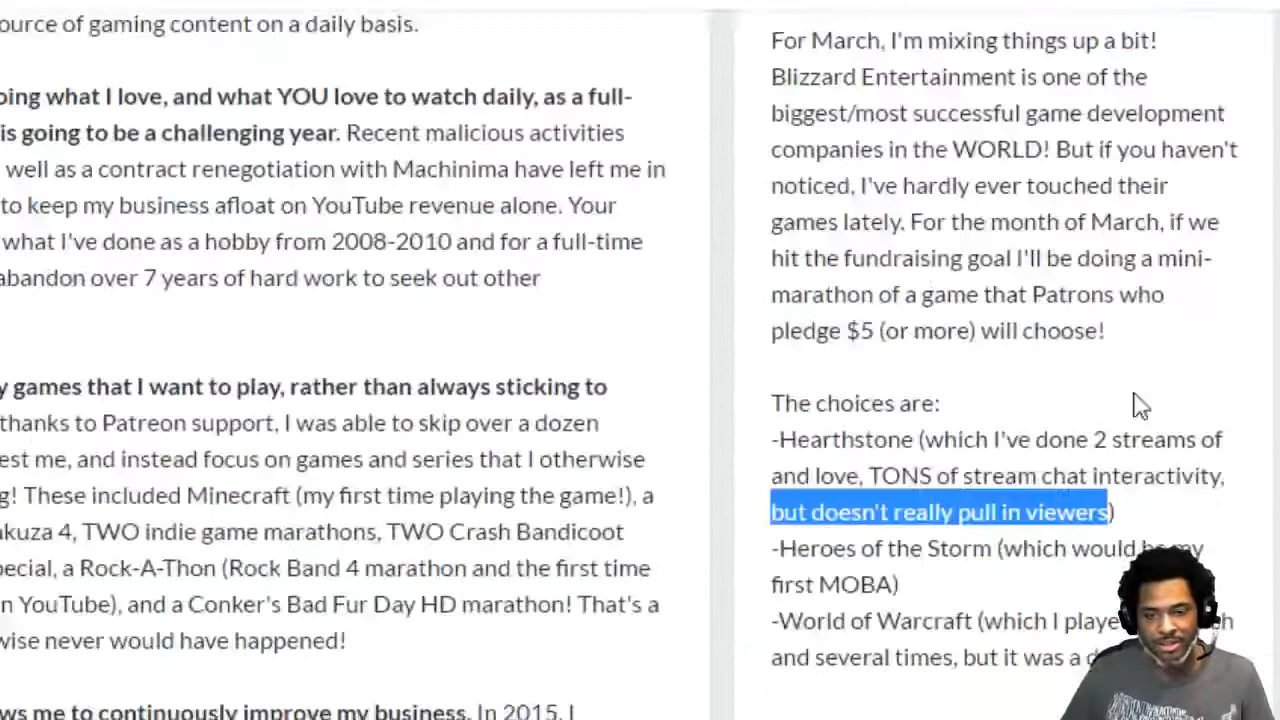 ource of gaming content on a daily basis.
oing what I love, and what YOU love to watch daily, as a full-
is going to be a challenging year. Recent malicious activities
well as a contract renegotiation with Machinima have left me in
to keep my business afloat on YouTube revenue alone. Your
what I've done as a hobby from 2008-2010 and for a full-time
abandon over 7 years of hard work to seek out other
y games that I want to play, rather than always sticking to
thanks to Patreon support, I was able to skip over a dozen
est me, and instead focus on games and series that I otherwise
g! These included Minecraft (my first time playing the game!), a
akuza 4, TWO indie game marathons, TWO Crash Bandicoot
pecial, a Rock-A-Thon (Rock Band 4 marathon and the first time
n YouTube), and a Conker's Bad Fur Day HD marathon! That's a
wise never would have happened!
ws me to continuously improve my business. In 2015, I
For March, I'm mixing things up a bit!
Blizzard Entertainment is one of the
biggest/most successful game development
companies in the WORLD! But if you haven't
noticed, I've hardly ever touched their
games lately. For the month of March, if we
hit the fundraising goal I'll be doing a mini-
marathon of a game that Patrons who
pledge $5 (or more) will choose!
The choices are:
-Hearthstone (which I've done 2 streams of
and love, TONS of stream chat interactivity,
but doesn't really pull in viewers)
-Heroes of the Storm (which would be my
first MOBA)
-World of Warcraft (which I playe
and several times, but it was a